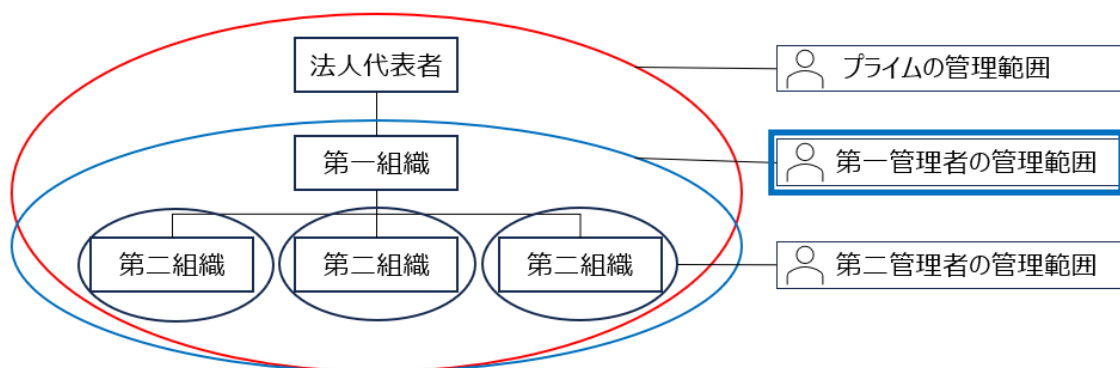 法人代表者
プライムの管理範囲
第一組織
第一管理者の管理範囲
第二組織
第二組織
第二組織
第二管理者の管理範囲